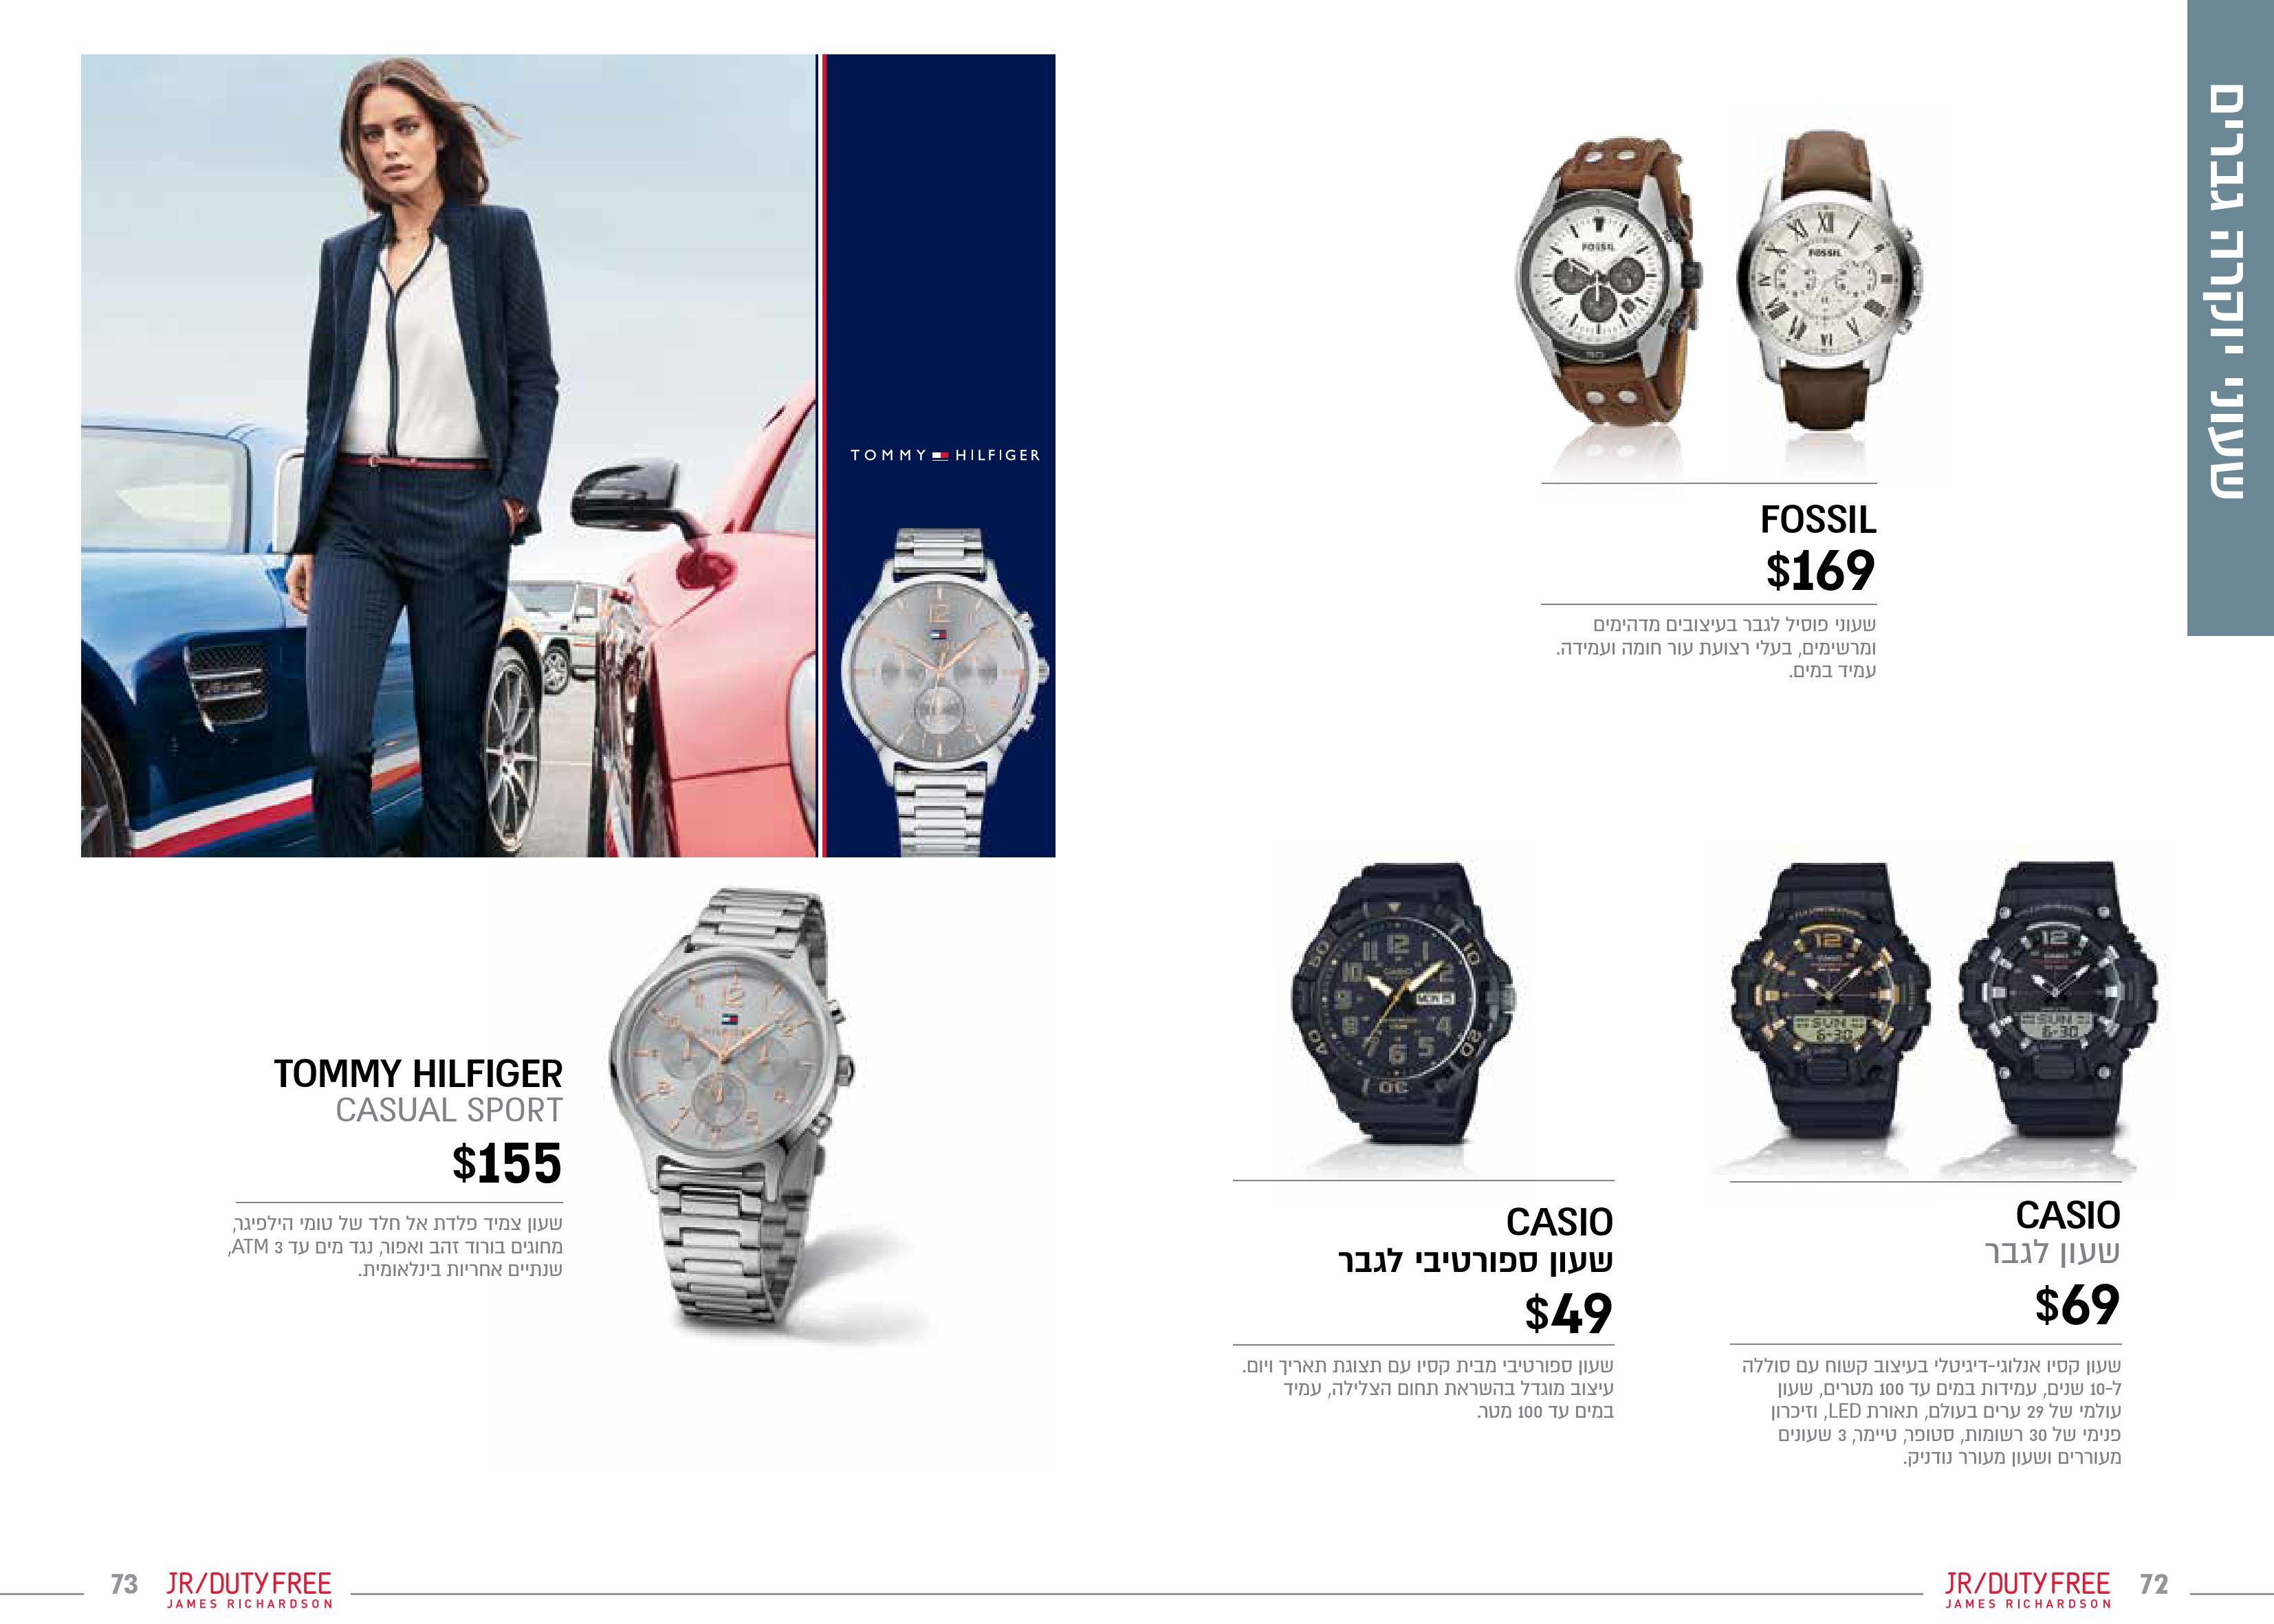 שעוני יוקרה גברים
FOSSIL
$169
שעוני פוסיל לגבר בעיצובים מדהימים
ומרשימים, בעלי רצועת עור חומה ועמידה.
עמיד במים.
CASIO
שעון לגבר
$69
שעון קסיו אנלוגי-דיגיטלי בעיצוב קשוח עם סוללה
ל-10 שנים, עמידות במים עד 100 מטרים, שעון
עולמי של 29 ערים בעולם, תאורת LED, וזיכרון
פנימי של 30 רשומות, סטופר, טיימר, 3 שעונים
מעוררים ושעון מעורר נודניק.
CASIO
שעון ספורטיבי לגבר
$49
שעון ספורטיבי מבית קסיו עם תצוגת תאריך ויום.
עיצוב מוגדל בהשראת תחום הצלילה, עמיד
במים עד 100 מטר.
72
JR/DUTY FREE
JAMES RICHARDSON
TOMMY HILFIGER
TOMMY HILFIGER
CASUAL SPORT
$155
שעון צמיד פלדת אל חלד של טומי הילפיגר,
מחוגים בורוד זהב ואפור, נגד מים עד 3 ATM,
שנתיים אחריות בינלאומית.
73
JR/DUTY FREE
JAMES RICHARDSON